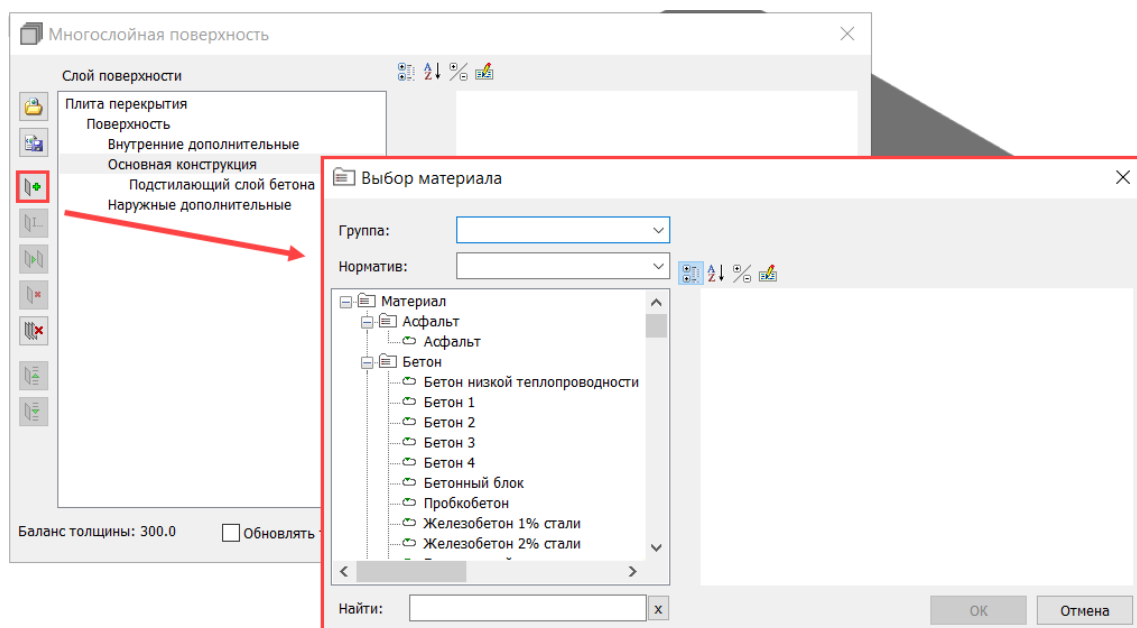 Многослойная поверхность
Слой поверхности
Плита перекрытия
Поверхность
Внутренние дополнительные
Основная конструкция
Подстилающий слой бетона
Наружные дополнительные
Баланс толщины: 300.0
Обновлять
Выбор материала
Группа:
Норматив:
Материал
Асфальт
Асфальт
Бетон
Бетон низкой теплопроводности
Бетон 1
Бетон 2
Бетон 3
Бетон 4
Бетонный блок
Пробкобетон
Железобетон 1% стали
Железобетон 2% стали
Найти:
x
OK
Отмена